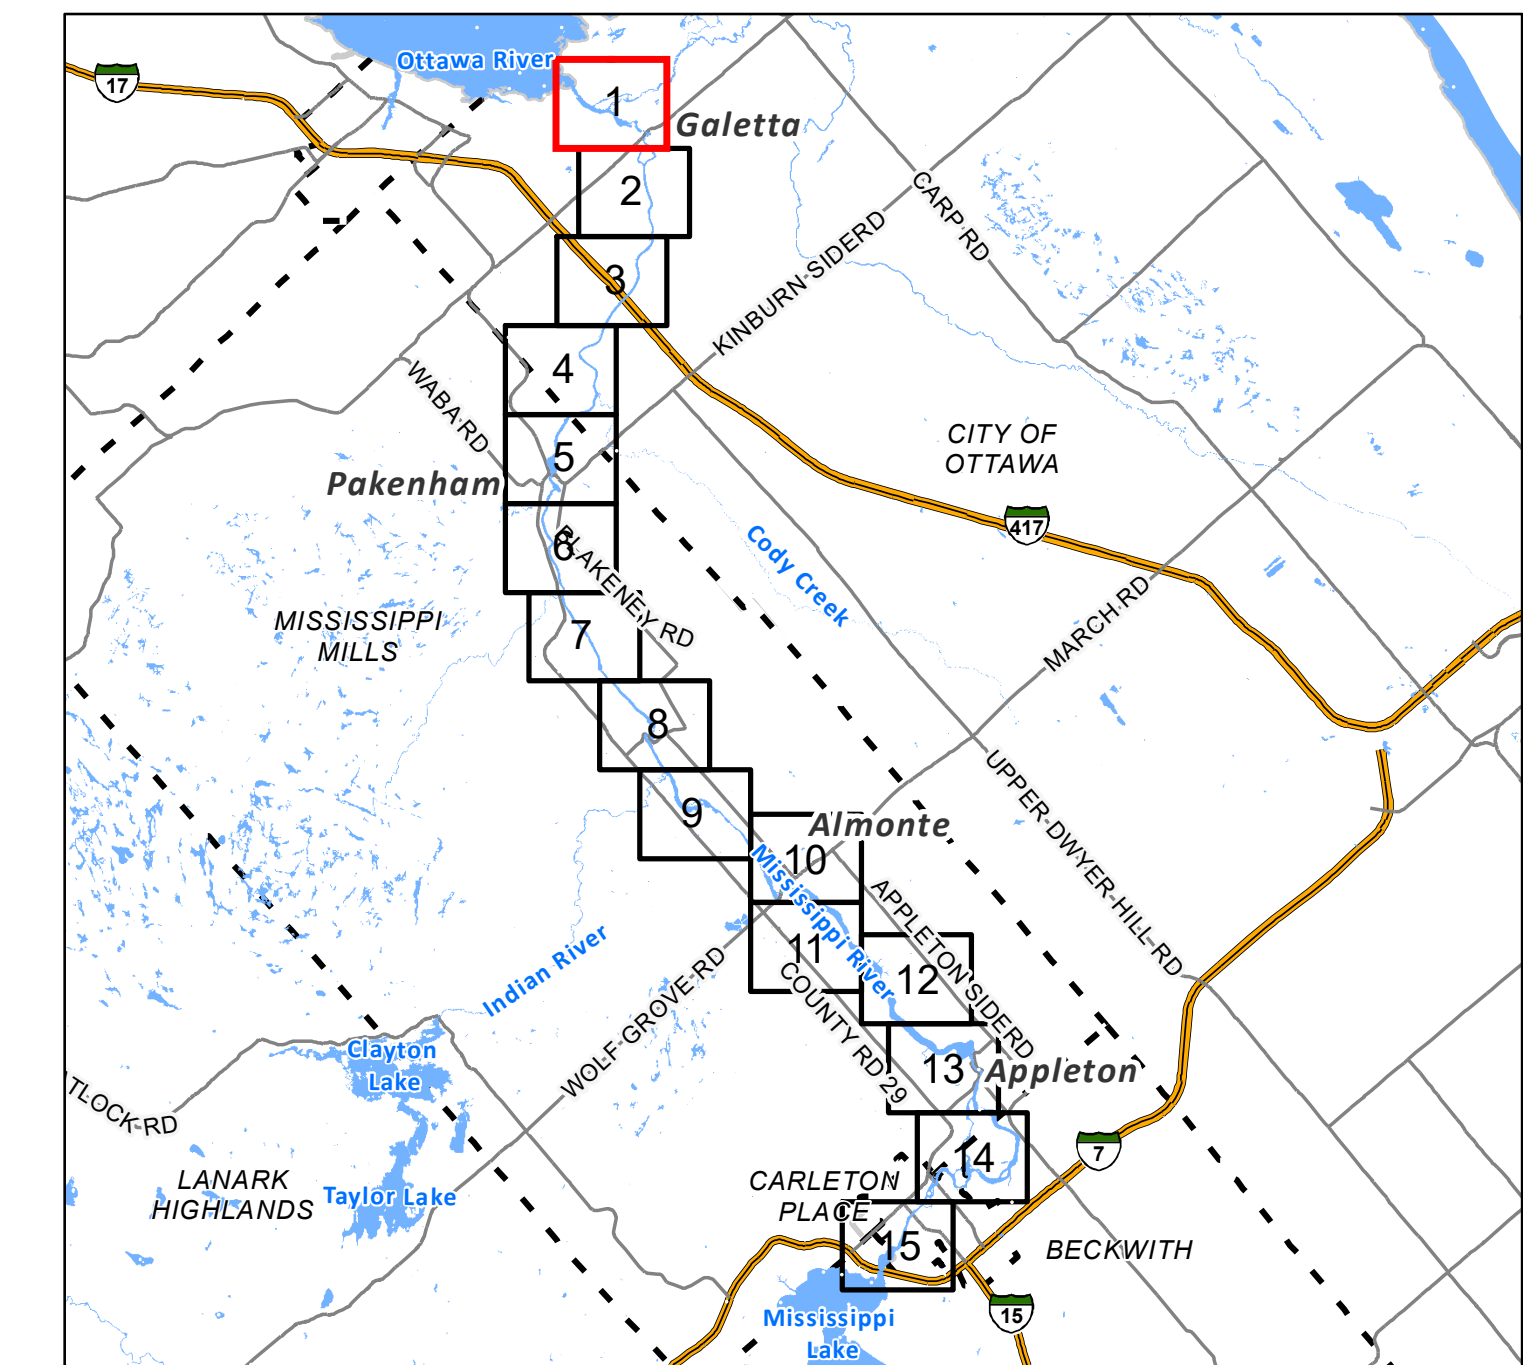 Ottawa River
17
1
Galetta
2
CARP RD
KINBURN SIDERD
3
4
WABA RD
CITY OF
OTTAWA
5
Pakenham
417
6
BLAKENEY RD
Cody Creek
MISSISSIPPI
MILLS
7
MARCH RD
8
UPPER DWYER HILL RD
9
Almonte
10
Mississippi River
APPLETON SIDERD
11
12
Indian River
WOLF GROVE RD
COUNTY RD 29
Clayton
Lake
13
Appleton
TLOCK RD
14
7
LANARK
HIGHLANDS
Taylor Lake
CARLETON
PLACE
15
BECKWITH
15
Mississippi
Lake